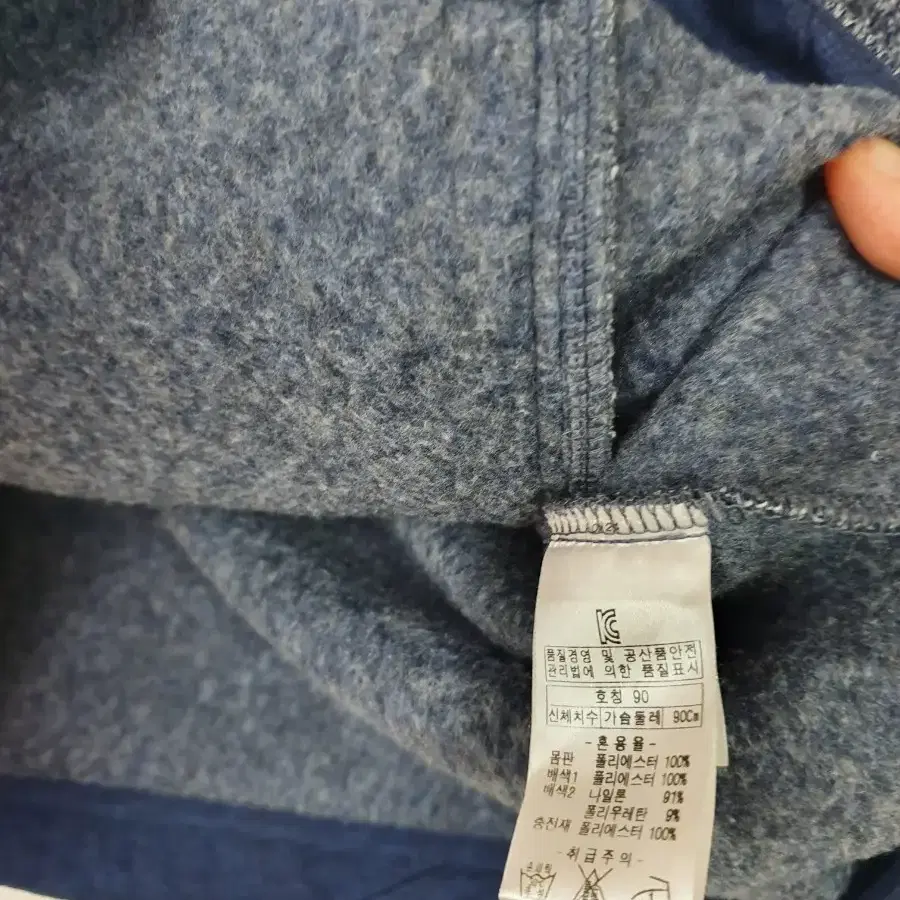 품질경영 및 공산품안전
관리법에 의한 품질표시
호칭 90
신체치수 가슴둘레 90Cm
- 혼용율 -
몸판 폴리에스터 100%
배색1 폴리에스터 100%
배색2 나일론 91%
폴리우레탄 9%
충전재 폴리에스터 100%
- 취급주의 -